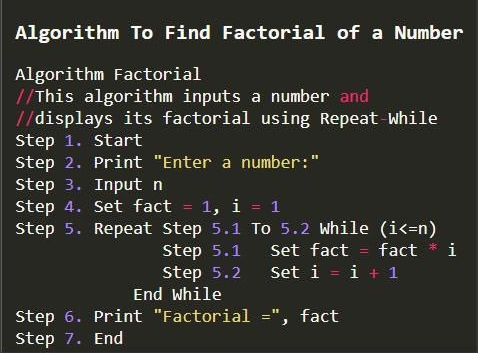 Algorithm To Find Factorial of a Number
Algorithm Factorial
//This algorithm inputs a number and
//displays its factorial using Repeat-While
Step 1. Start
Step 2. Print "Enter a number:"
Step 3. Input n
Step 4. Set fact = 1, i = 1
Step 5. Repeat Step 5.1 To 5.2 While (i<=n)
Step 5.1 Set fact = fact * i
Step 5.2 Set i = i + 1
End While
Step 6. Print "Factorial =", fact
Step 7. End